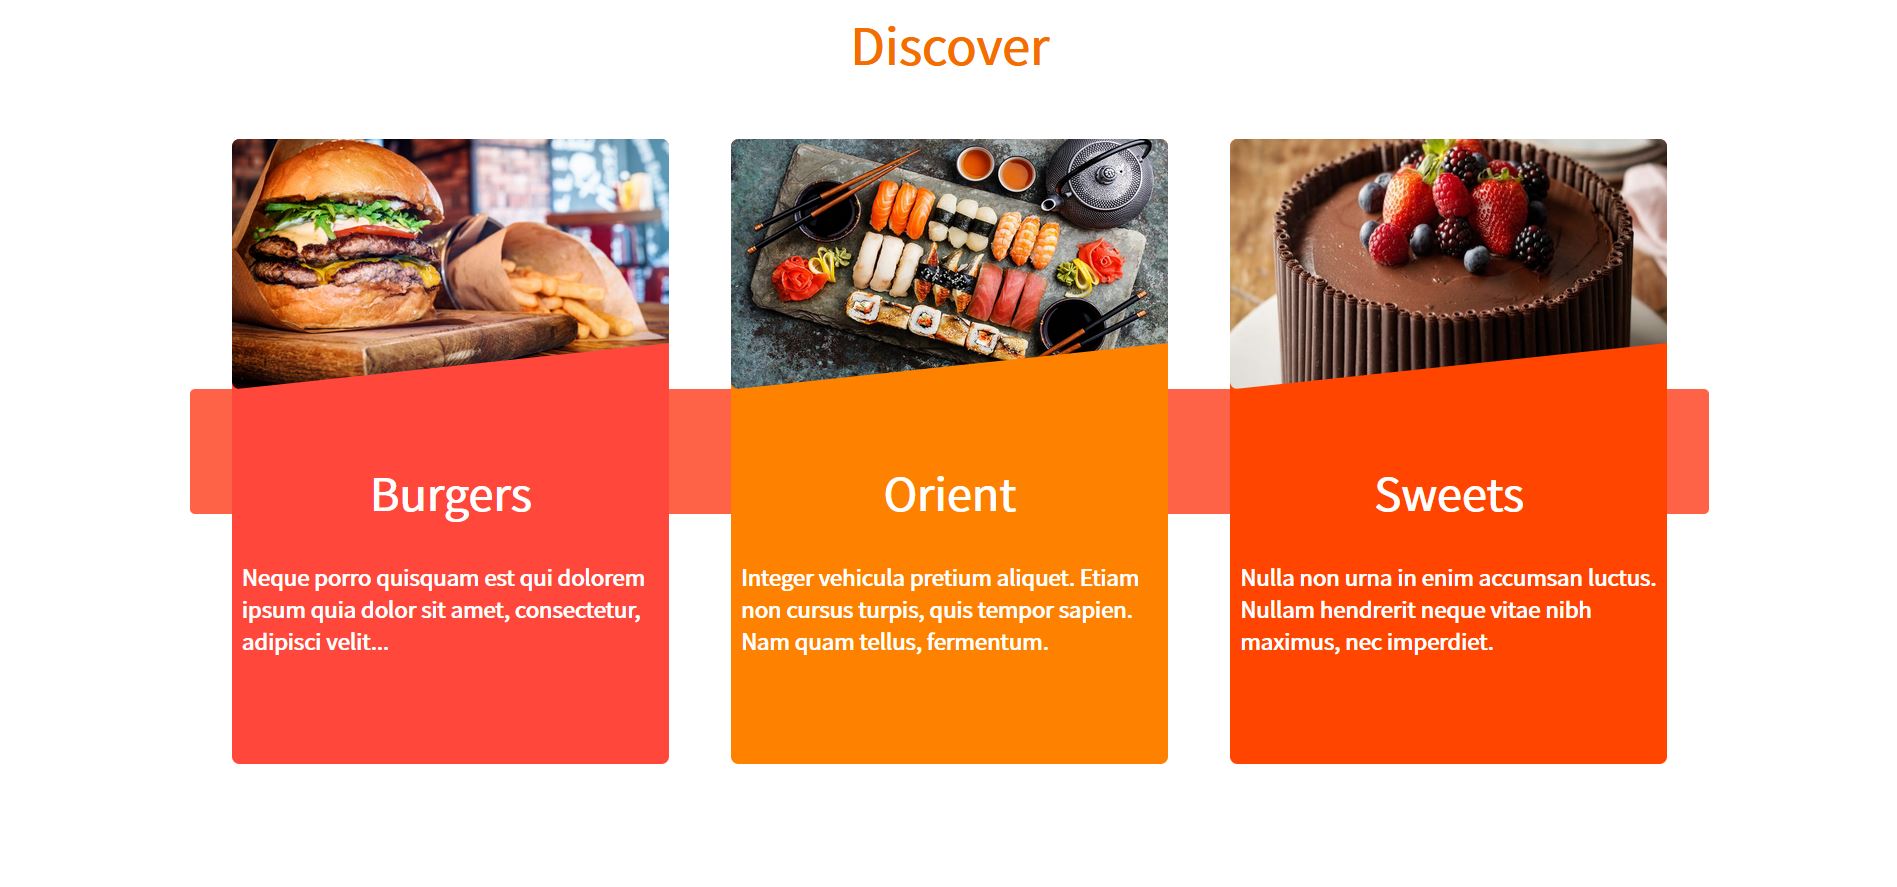 Discover
Burgers
Neque porro quisquam est qui dolorem
ipsum quia dolor sit amet, consectetur,
adipisci velit...
Orient
Integer vehicula pretium aliquet. Etiam
non cursus turpis, quis tempor sapien.
Nam quam tellus, fermentum.
Sweets
Nulla non urna in enim accumsan luctus.
Nullam hendrerit neque vitae nibh
maximus, nec imperdiet.